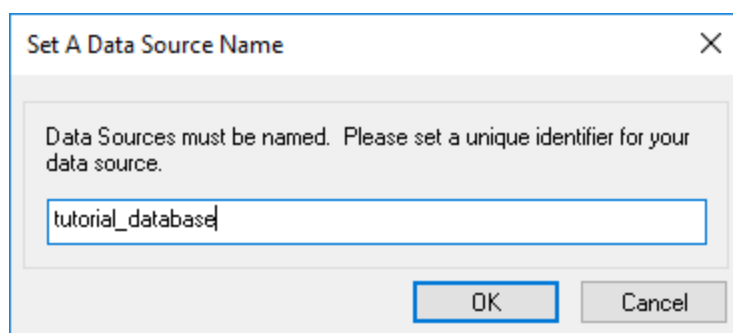 Set A Data Source Name
Data Sources must be named.  Please set a unique identifier for your
data source.
tutorial_database
OK
Cancel